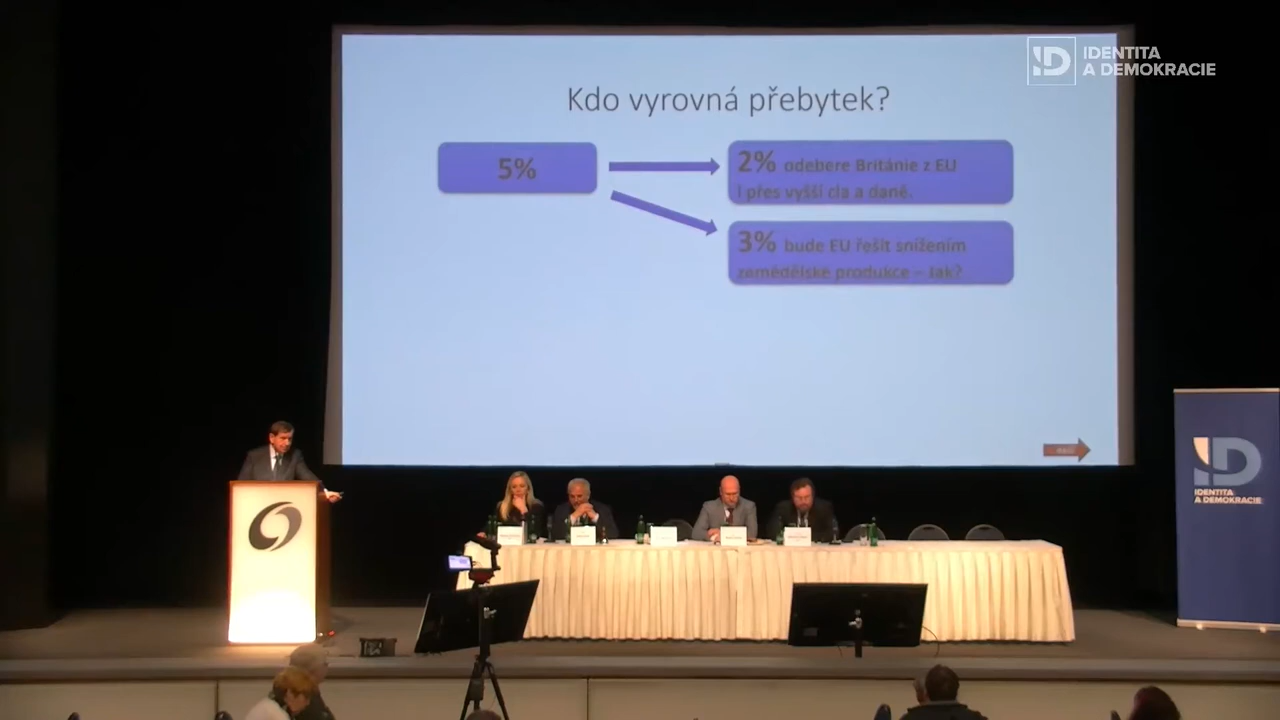 IDENTITA
A DEMOKRACIE
Kdo vyrovná přebytek?
5%
2% odebere Británie z EU
I přes vyšší cla a daně.
3% bude EU řešit snížením
zemědělské produkce – Jak?
IDENTITA
A DEMOKRACIE